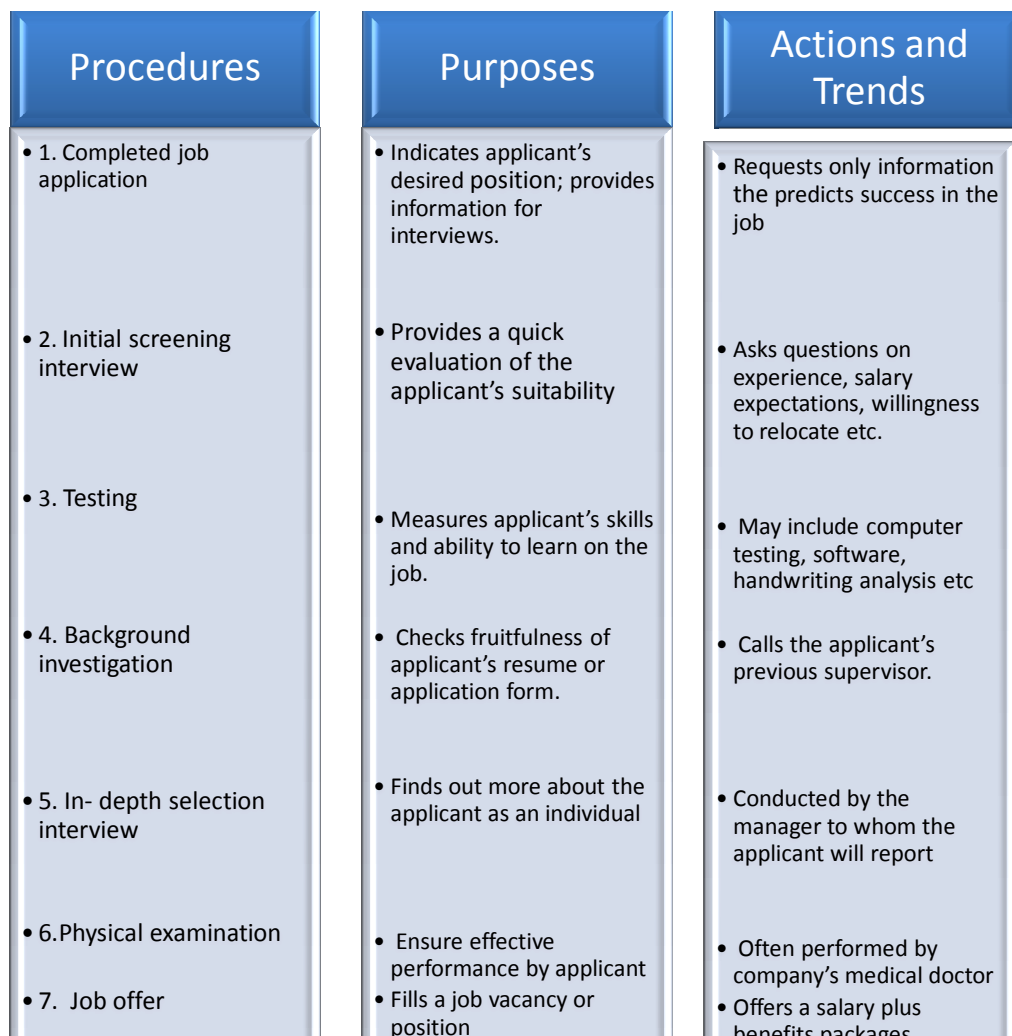 Procedures
• 1. Completed job
application
• 2. Initial screening
interview
• 3. Testing
• 4. Background
investigation
• 5. In- depth selection
interview
• 6.Physical examination
• 7. Job offer
Purposes
• Indicates applicant’s
desired position; provides
information for
interviews.
• Provides a quick
evaluation of the
applicant’s suitability
• Measures applicant’s skills
and ability to learn on the
job.
• Checks fruitfulness of
applicant’s resume or
application form.
• Finds out more about the
applicant as an individual
• Ensure effective
performance by applicant
• Fills a job vacancy or
position
Actions and
Trends
• Requests only information
the predicts success in the
job
• Asks questions on
experience, salary
expectations, willingness
to relocate etc.
• May include computer
testing, software,
handwriting analysis etc
• Calls the applicant’s
previous supervisor.
• Conducted by the
manager to whom the
applicant will report
• Often performed by
company’s medical doctor
• Offers a salary plus
benefits packages